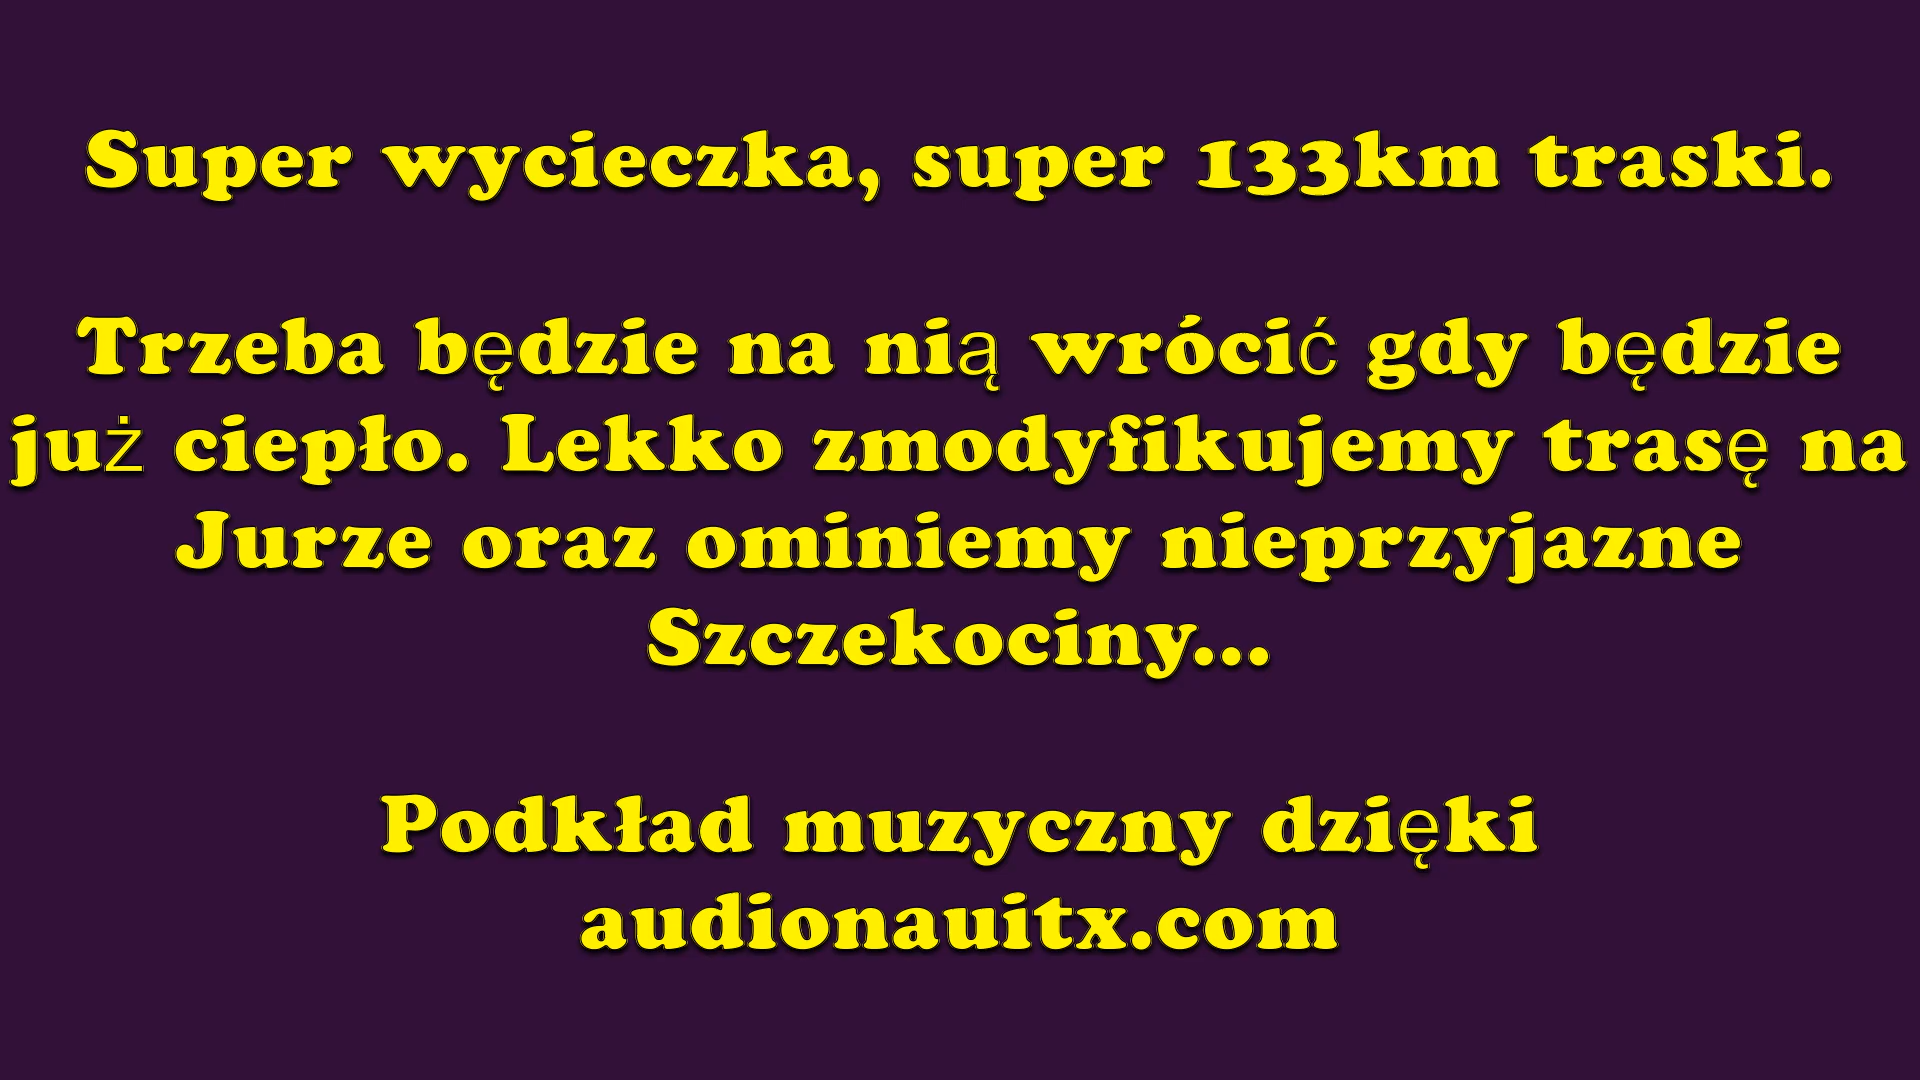 Super wycieczka, super 133km traski.
Trzeba będzie na nią wrócić gdy będzie
już ciepło. Lekko zmodyfikujemy trasę na
Jurze oraz ominiemy nieprzyjazne
Szczekociny...
Podkład muzyczny dzięki
audionauitx.com